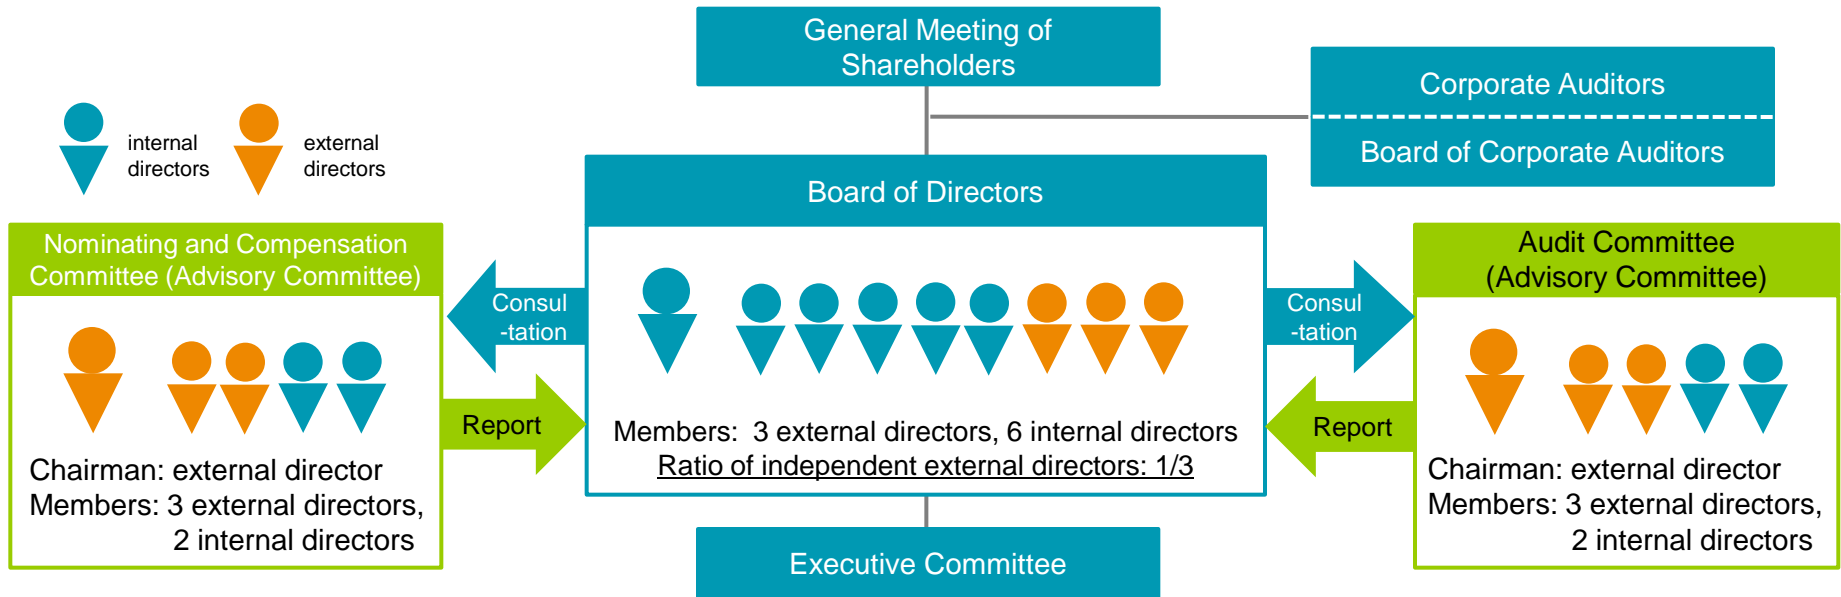 General Meeting of
Shareholders
Corporate Auditors
Board of Corporate Auditors
internal
directors
external
directors
Board of Directors
Nominating and Compensation
Committee (Advisory Committee)
Consul
-tation
Report
Chairman: external director
Members: 3 external directors,
2 internal directors
Members:  3 external directors, 6 internal directors
Ratio of independent external directors: 1/3
Consul
-tation
Report
Audit Committee
(Advisory Committee)
Chairman: external director
Members: 3 external directors,
2 internal directors
Executive Committee